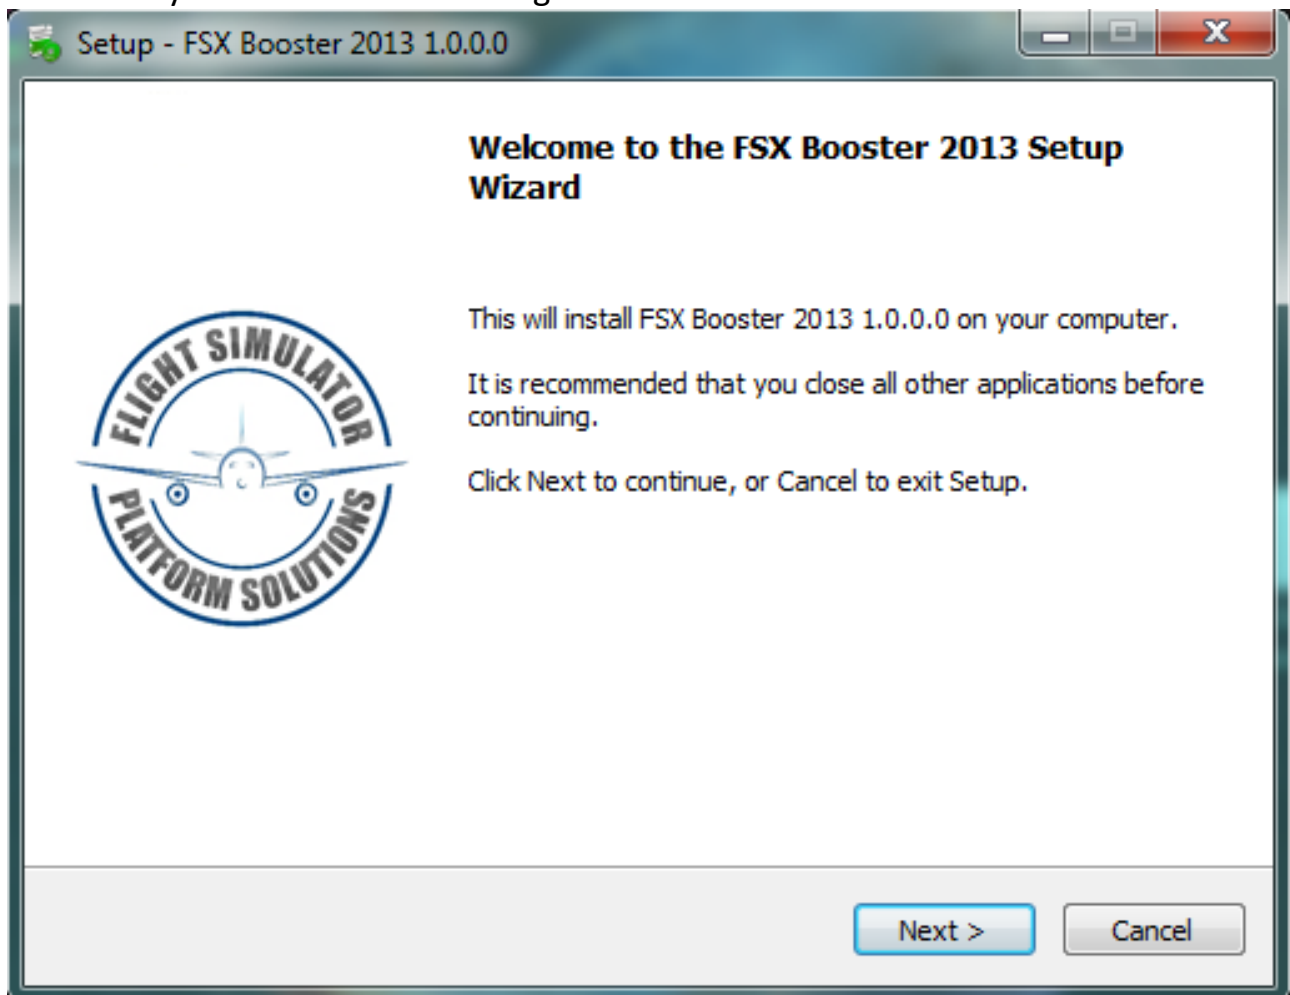 Setup - FSX Booster 2013 1.0.0.0
Welcome to the FSX Booster 2013 Setup
Wizard
This will install FSX Booster 2013 1.0.0.0 on your computer.
It is recommended that you close all other applications before
continuing.
Click Next to continue, or Cancel to exit Setup.
FLIGHT SIMULATOR
PLATFORM SOLUTIONS
Next >
Cancel